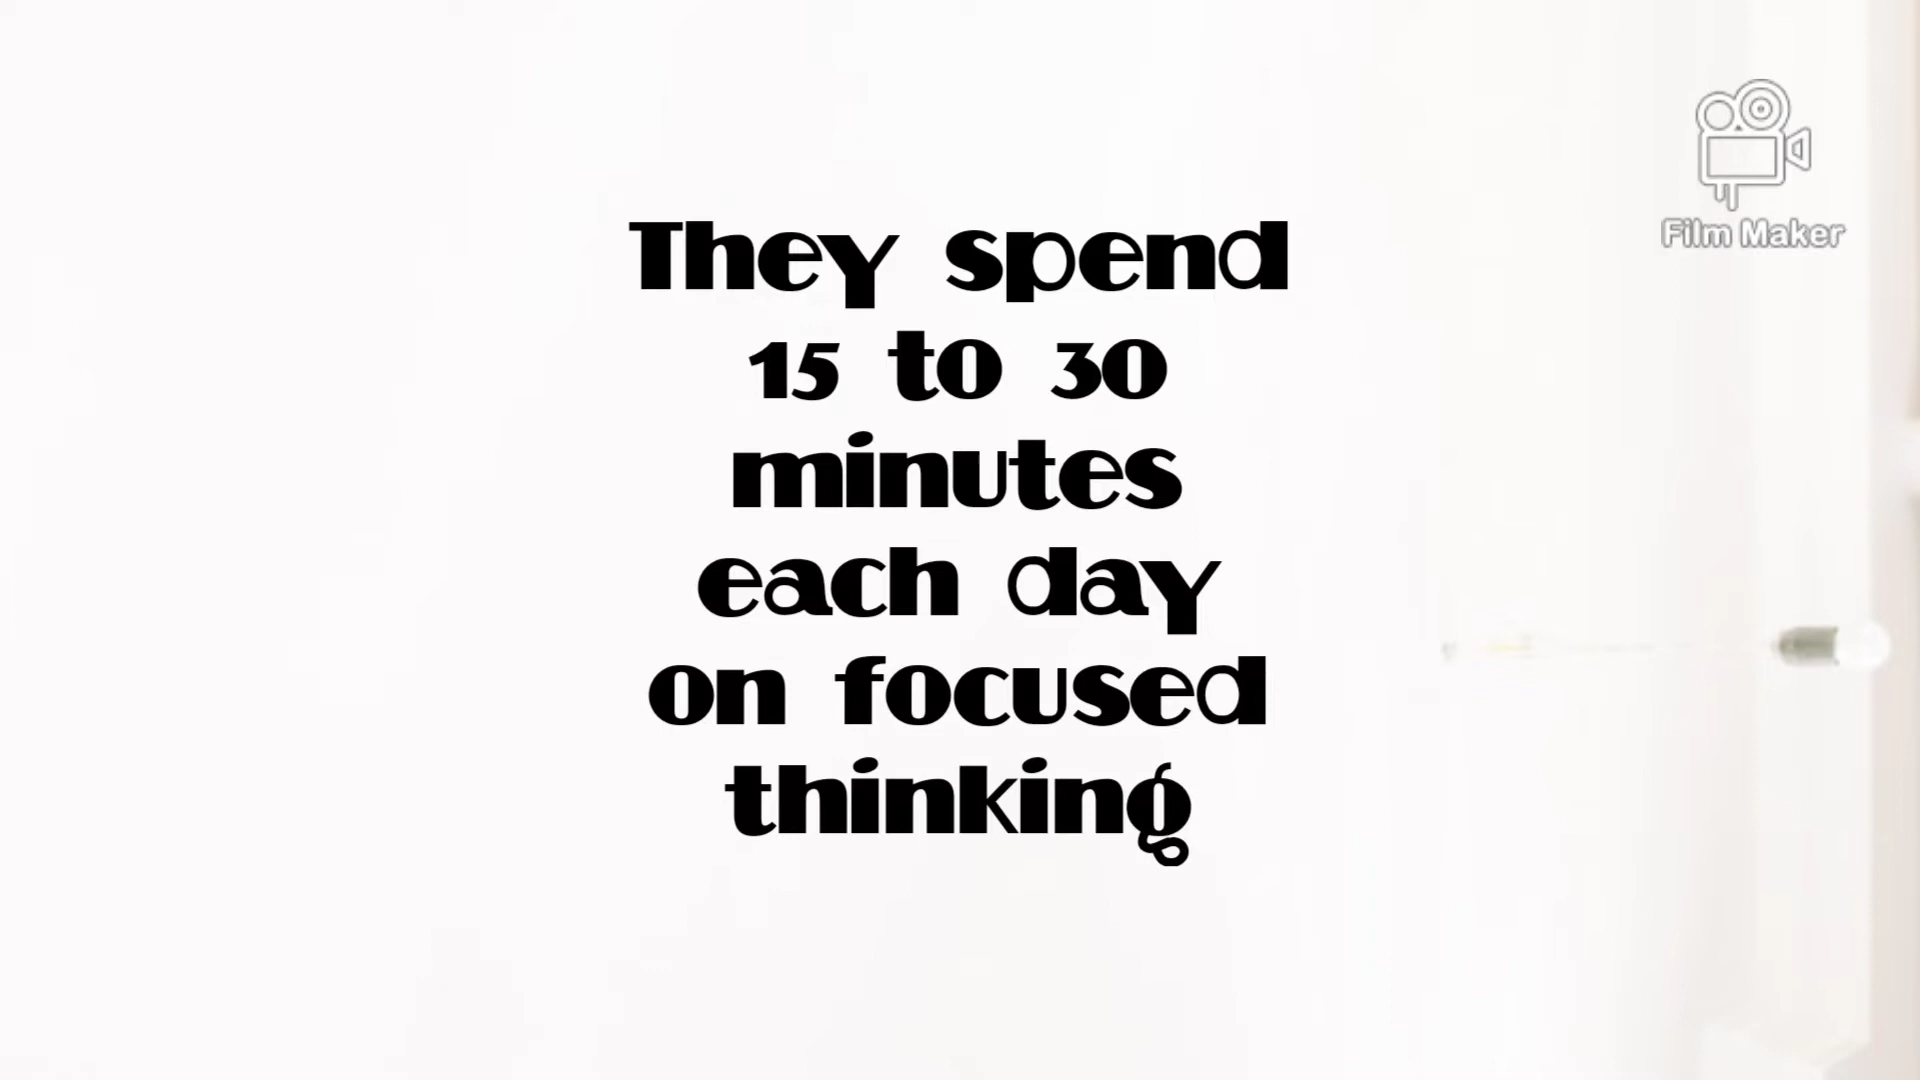 Film Maker
They spend
15 to 30
minutes
each day
on focused
thinking